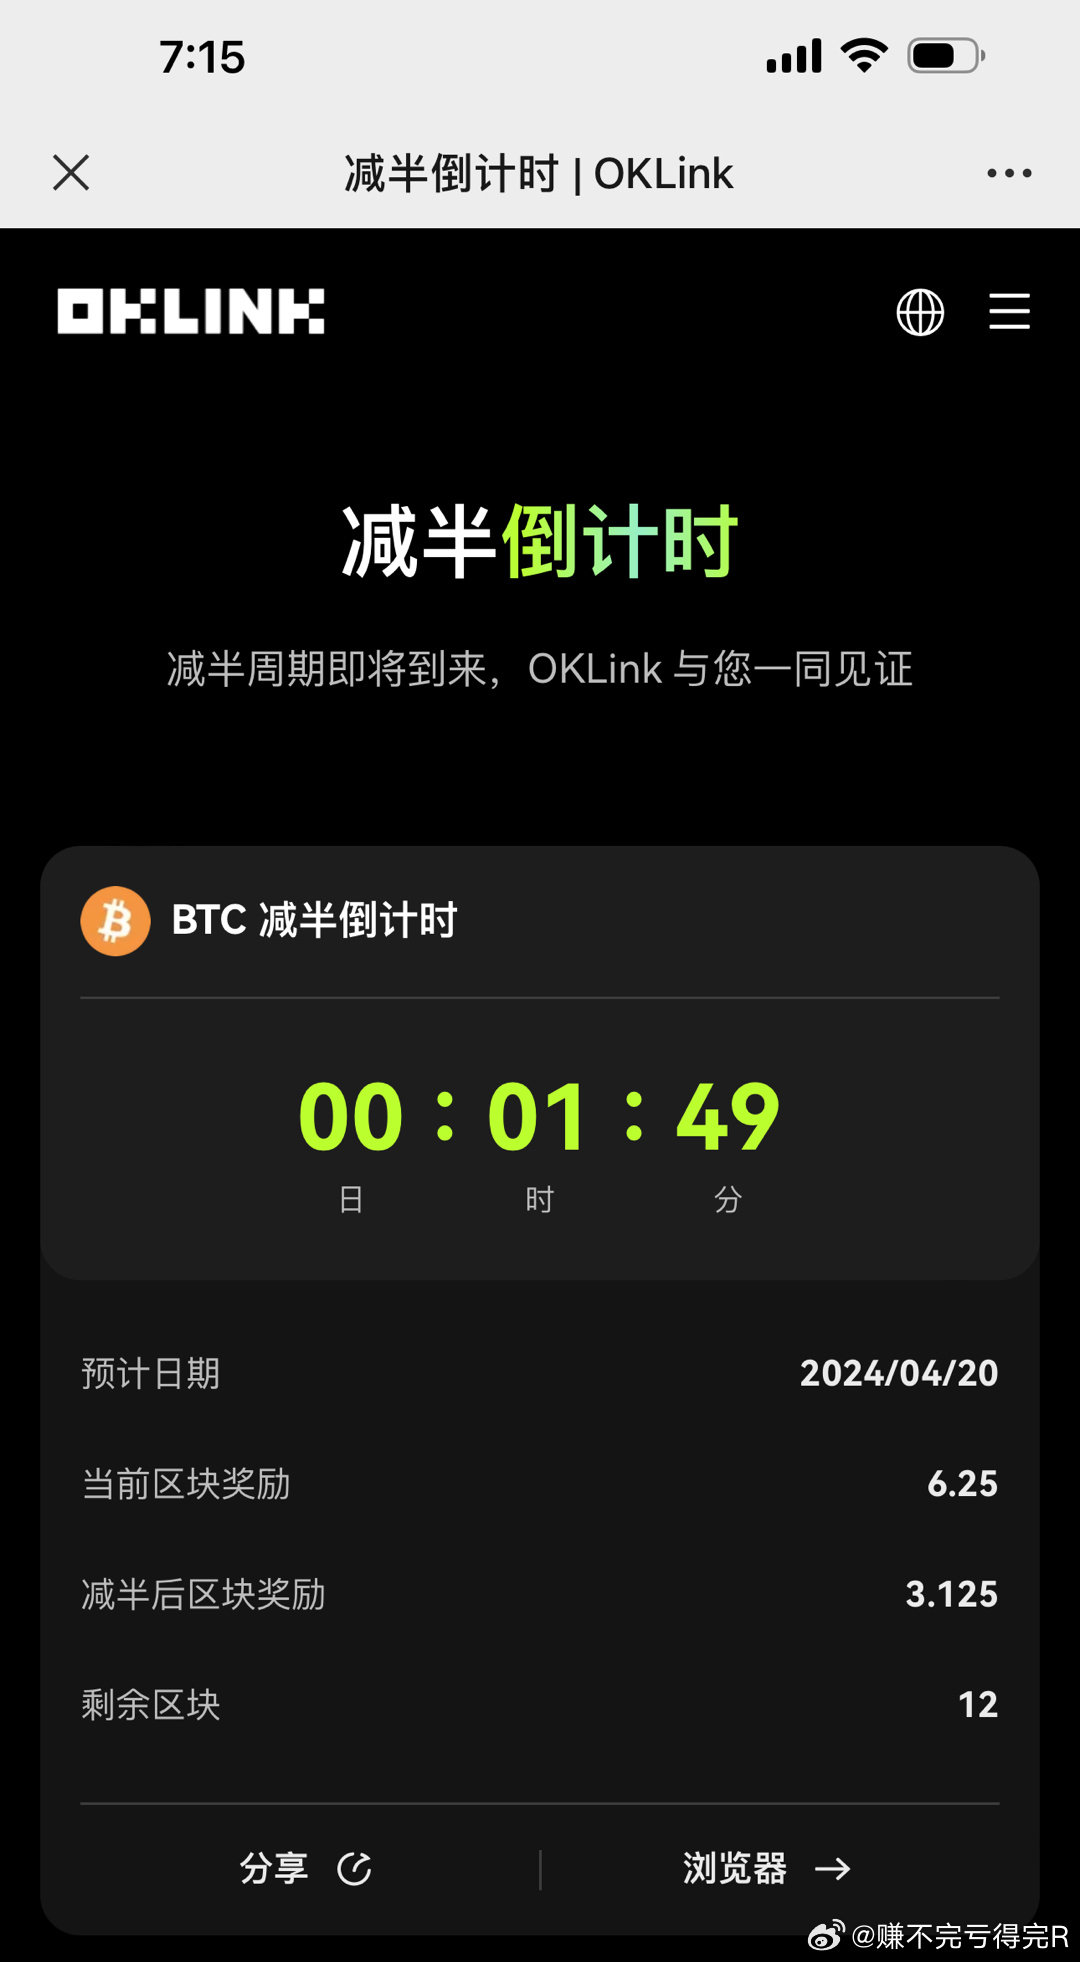 7:15
减半倒计时 | OKLink
OKLINK
减半倒计时
减半周期即将到来，OKLink 与您一同见证
BTC 减半倒计时
00 : 01 : 49
日 时 分
预计日期 2024/04/20
当前区块奖励 6.25
减半后区块奖励 3.125
剩余区块 12
分享 浏览器
@赚不完亏得完R